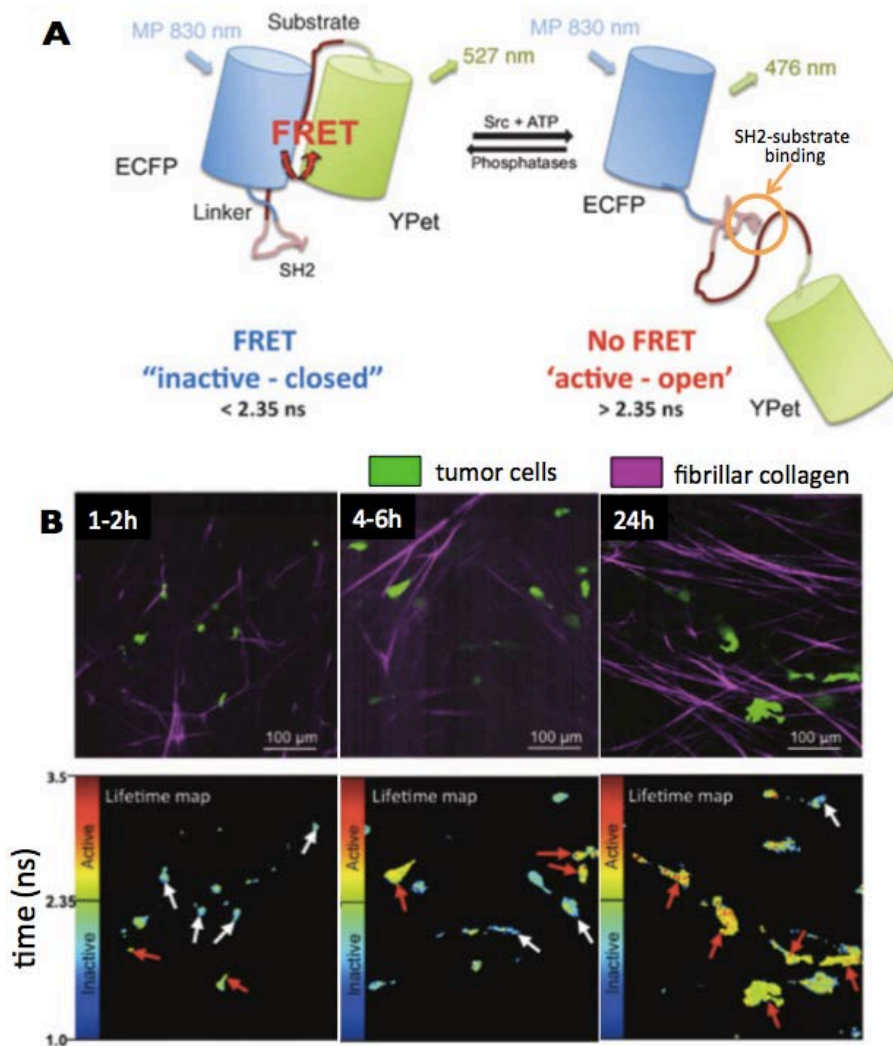 A
MP 830 nm
Substrate
527 nm
FRET
ECFP
Linker
SH2
YPet
Src + ATP
Phosphatases
MP 830 nm
476 nm
SH2-substrate
binding
ECFP
YPet
FRET
“inactive - closed”
< 2.35 ns
No FRET
‘active - open’
> 2.35 ns
tumor cells
fibrillar collagen
B
1-2h
4-6h
24h
100 µm
100 µm
100 µm
time (ns)
3.5
2.35
1.0
Active
Inactive
Lifetime map
Active
Inactive
Lifetime map
Active
Inactive
Lifetime map